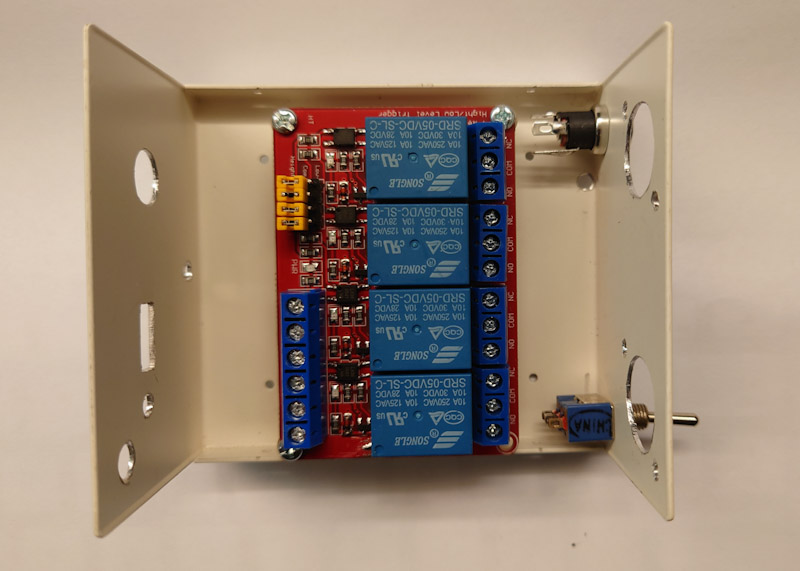 High/Low Level Trigger
HT
PWR
SONGLE
10A 250VAC 10A 125VAC
10A 30VDC 10A 28VDC
SRD-05VDC-SL-C
NC
COM
NO
SONGLE
10A 250VAC 10A 125VAC
10A 30VDC 10A 28VDC
SRD-05VDC-SL-C
NC
COM
NO
SONGLE
10A 250VAC 10A 125VAC
10A 30VDC 10A 28VDC
SRD-05VDC-SL-C
NC
COM
NO
SONGLE
10A 250VAC 10A 125VAC
10A 30VDC 10A 28VDC
SRD-05VDC-SL-C
NC
COM
NO
CHINA